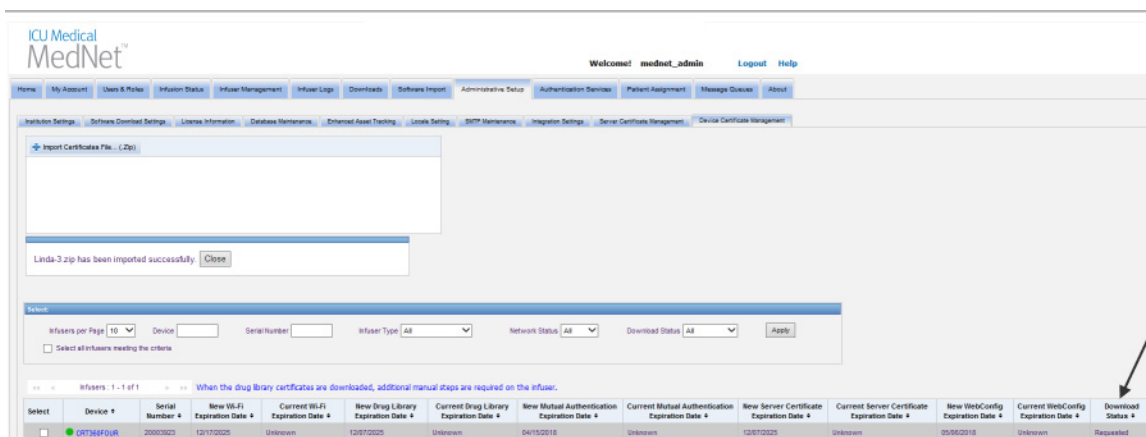 ICU Medical
MedNet™
Welcome! mednet_admin Logout Help
Home My Account Users & Roles Infusion Status Infuser Management Infuser Logs Downloads Software Import Administrative Setup Authentication Services Patient Assignment Message Queues About
Institution Settings Software Download Settings License Information Database Maintenance Enhanced Asset Tracking Locale Setting SMTP Maintenance Integration Settings Server Certificate Management Device Certificate Management
Import Certificates File... (.Zip)
Linda-3.zip has been imported successfully. Close
Select:
Infusers per Page 10 Device Serial Number Infuser Type All Network Status All Download Status All Apply
Select all infusers meeting the criteria
<< < Infusers : 1 - 1 of 1 > >> When the drug library certificates are downloaded, additional manual steps are required on the infuser.
Select Device Serial Number New Wi-Fi Expiration Date Current Wi-Fi Expiration Date New Drug Library Expiration Date Current Drug Library Expiration Date New Mutual Authentication Expiration Date Current Mutual Authentication Expiration Date New Server Certificate Expiration Date Current Server Certificate Expiration Date New WebConfig Expiration Date Current WebConfig Expiration Date Download Status
CRT360FOUR 20003923 12/17/2025 Unknown 12/07/2025 Unknown 04/15/2018 Unknown 12/07/2025 Unknown 05/06/2018 Unknown Requested